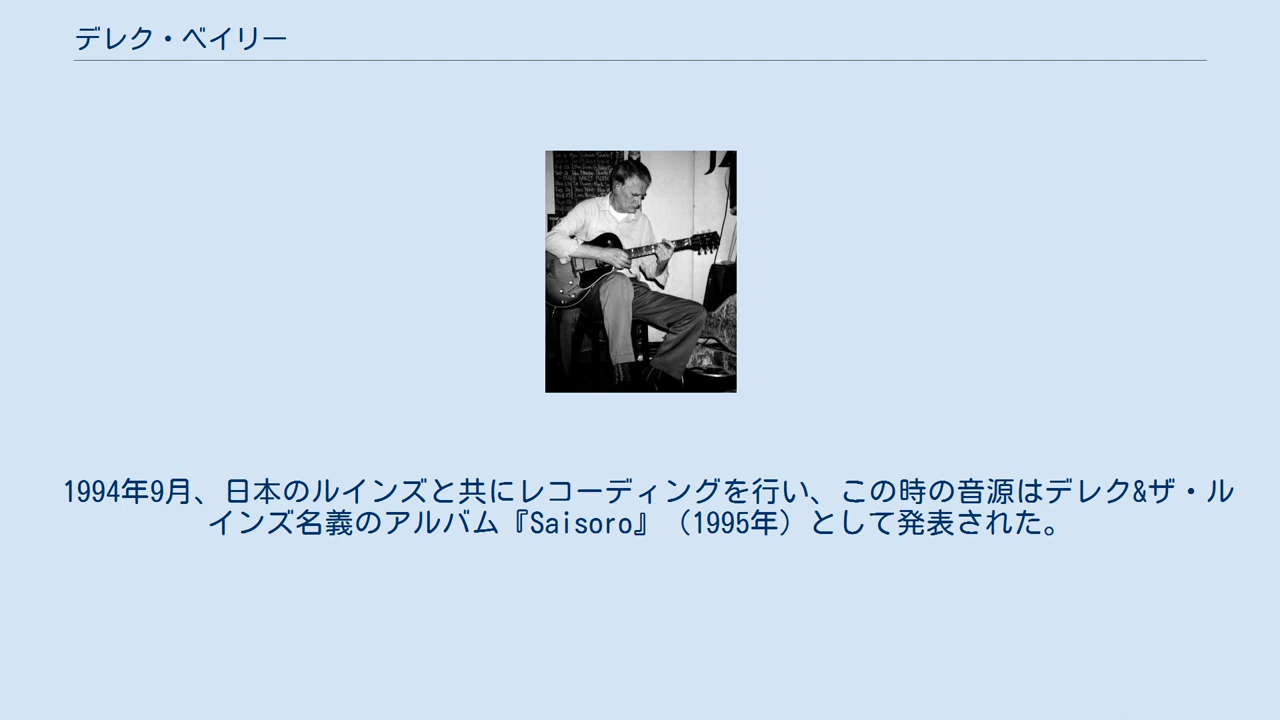 デレク・ベイリー
1994年9月、日本のルインズと共にレコーディングを行い、この時の音源はデレク&ザ・ル
インズ名義のアルバム『Saisoro』（1995年）として発表された。